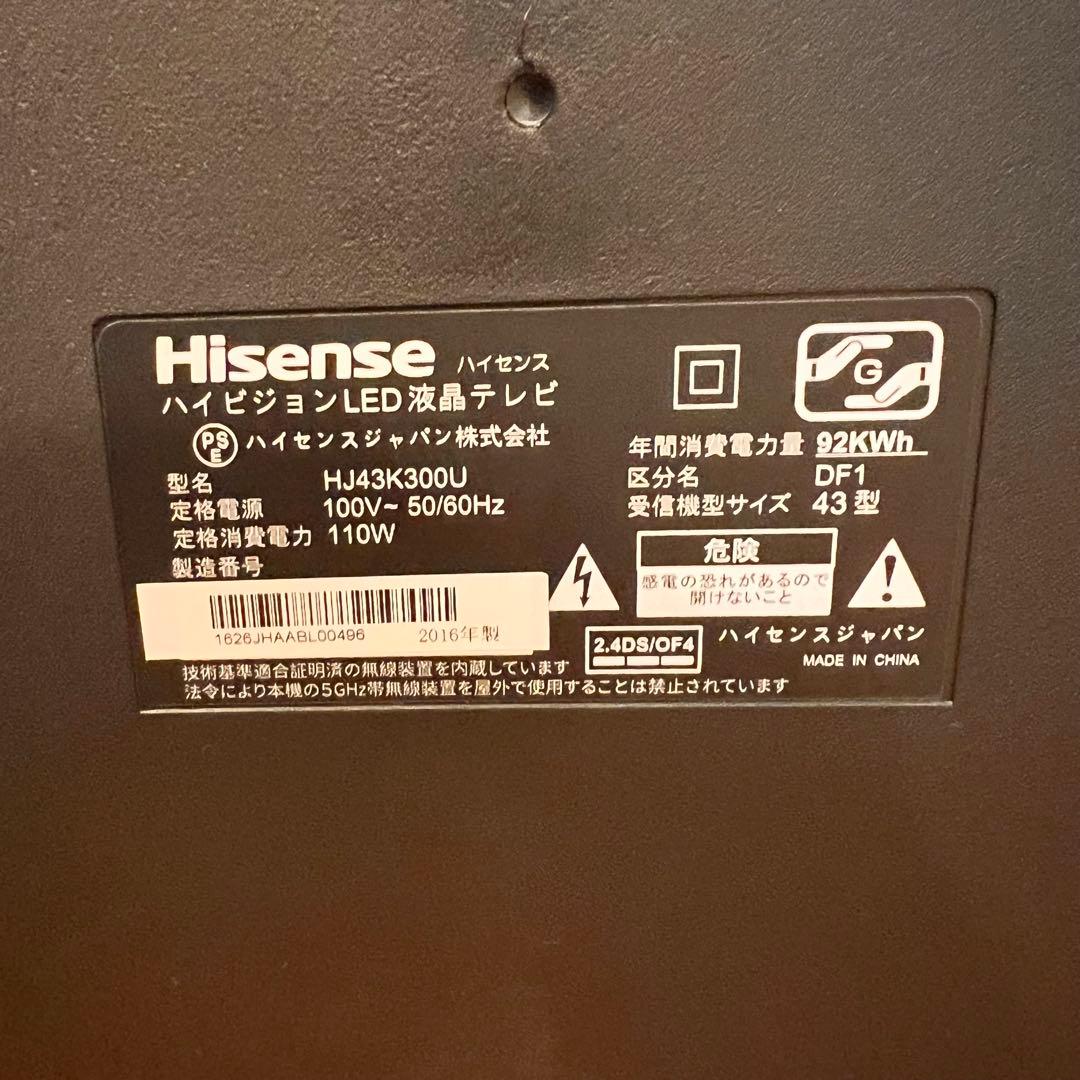 Hisense ハイセンス
ハイビジョンLED液晶テレビ
PSE ハイセンスジャパン株式会社
型名 HJ43K300U
定格電源 100V~ 50/60Hz
定格消費電力 110W
製造番号
1626JHAABL00496 2016年製
技術基準適合証明済の無線装置を内蔵しています
法令により本機の5GHz帯無線装置を屋外で使用することは禁止されています
G
年間消費電力量 92KWh
区分名 DF1
受信機型サイズ 43型
危険
感電の恐れがあるので
開けないこと
2.4DS/OF4
ハイセンスジャパン
MADE IN CHINA